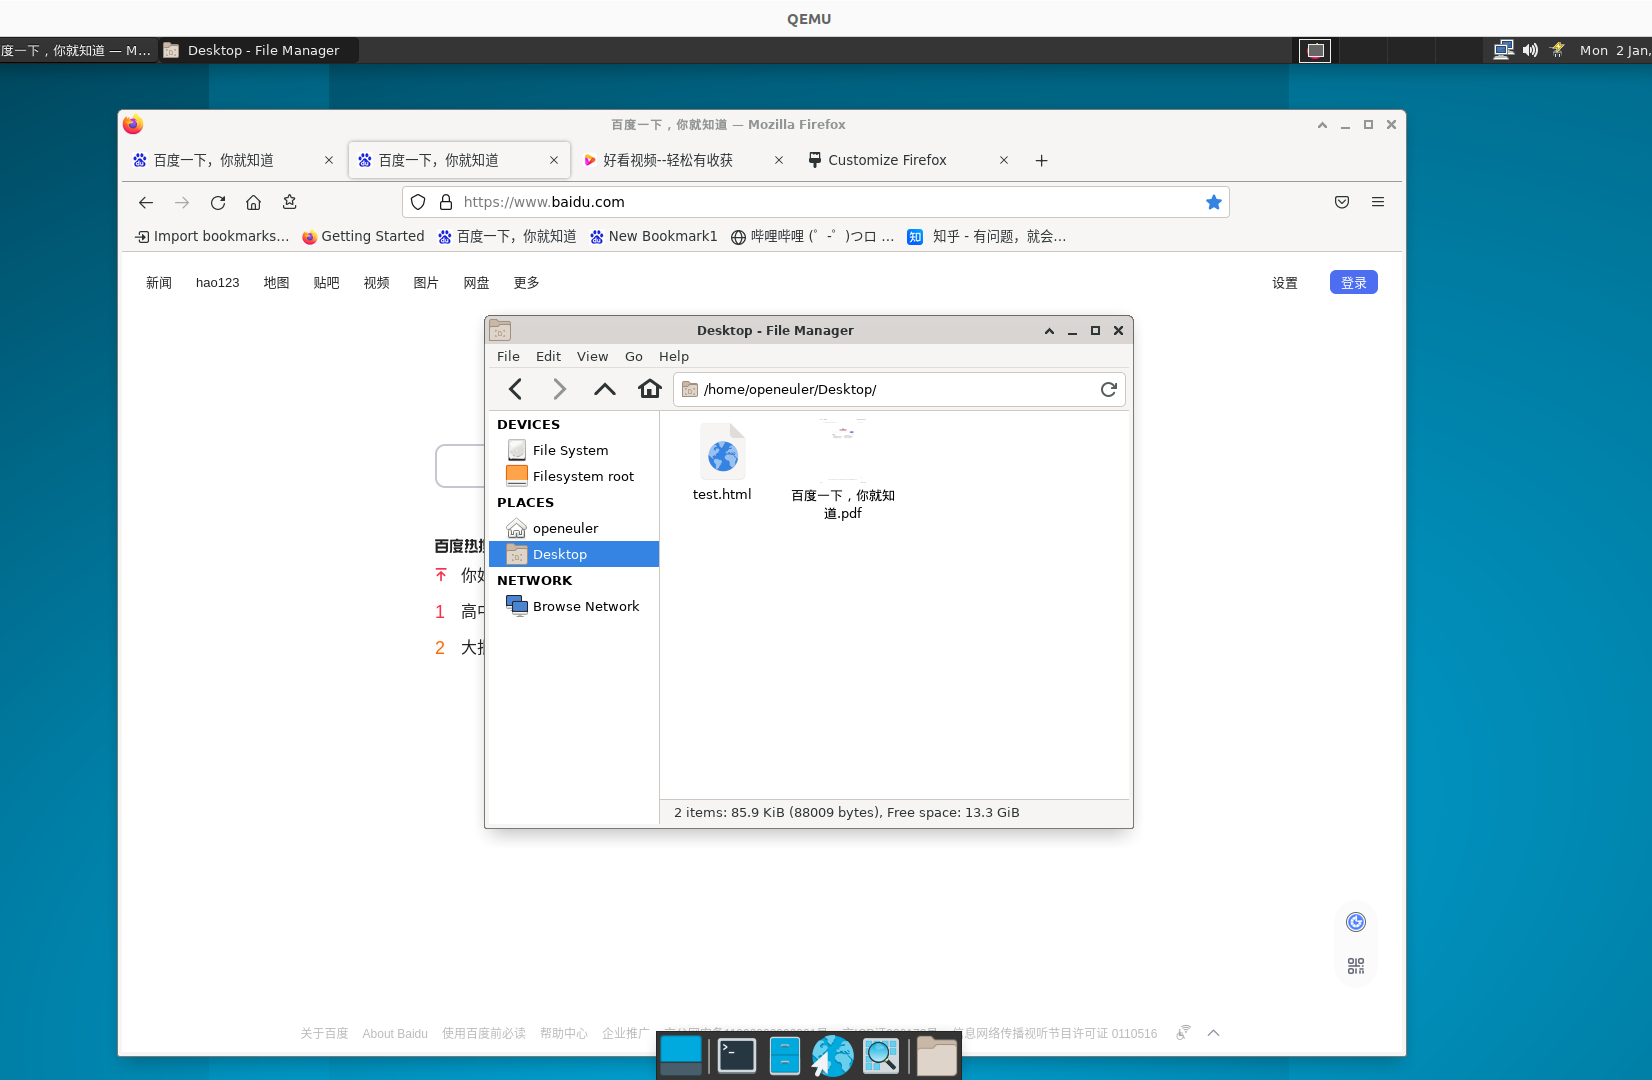 QEMU
度一下，你就知道 — M...
Desktop - File Manager
Mon 2 Jan,
百度一下，你就知道 — Mozilla Firefox
百度一下，你就知道
百度一下，你就知道
好看视频--轻松有收获
Customize Firefox
https://www.baidu.com
Import bookmarks...
Getting Started
百度一下，你就知道
New Bookmark1
哔哩哔哩 (゜-゜)つロ ...
知乎 - 有问题，就会...
新闻
hao123
地图
贴吧
视频
图片
网盘
更多
设置
登录
Desktop - File Manager
File
Edit
View
Go
Help
/home/openeuler/Desktop/
DEVICES
File System
Filesystem root
PLACES
openeuler
Desktop
NETWORK
Browse Network
test.html
百度一下，你就知
道.pdf
2 items: 85.9 KiB (88009 bytes), Free space: 13.3 GiB
百度热
你
1 高
2 大
关于百度
About Baidu
使用百度前必读
帮助中心
企业推广
信息网络传播视听节目许可证 0110516